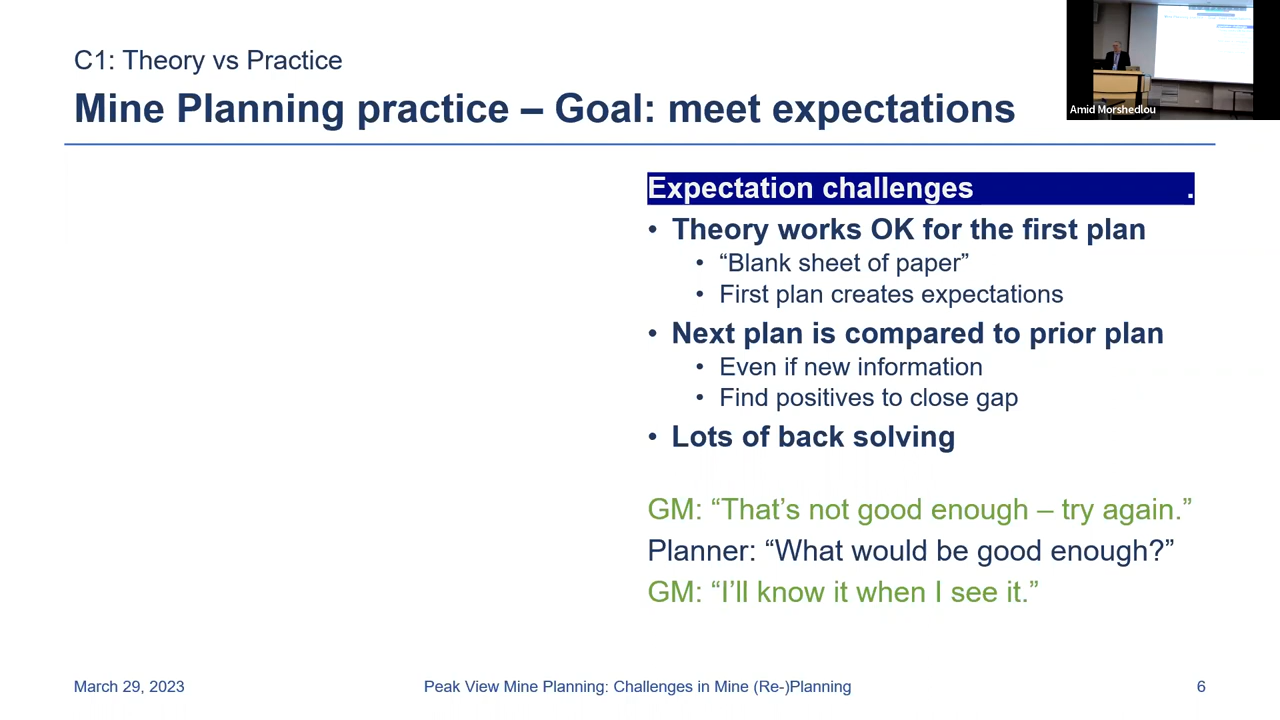 C1: Theory vs Practice
Mine Planning practice – Goal: meet expectations
Amid Morshedlou
Expectation challenges .
• Theory works OK for the first plan
• “Blank sheet of paper”
• First plan creates expectations
• Next plan is compared to prior plan
• Even if new information
• Find positives to close gap
• Lots of back solving
GM: “That’s not good enough – try again.”
Planner: “What would be good enough?”
GM: “I’ll know it when I see it.”
March 29, 2023
Peak View Mine Planning: Challenges in Mine (Re-)Planning
6